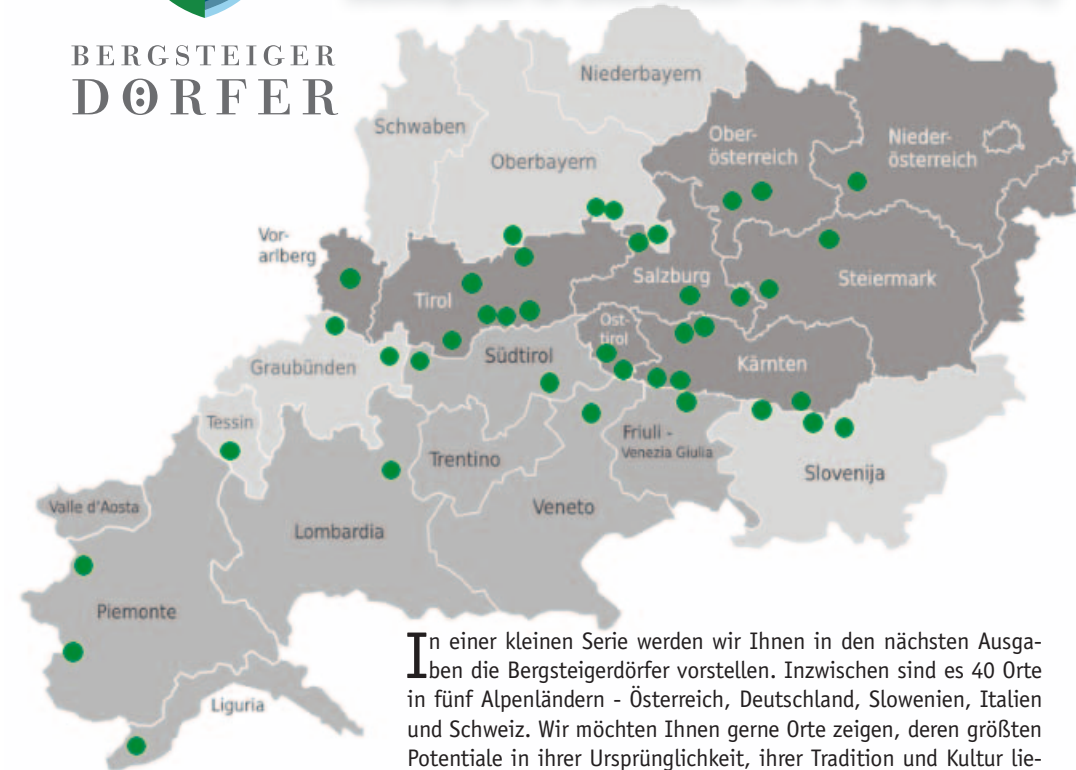 BERGSTEIGER
DÖRFER
Niederbayern
Schwaben
Ober-
österreich
Nieder-
österreich
Oberbayern
Vor-
arlberg
Salzburg
Steiermark
Tirol
Ost-
tirol
Südtirol
Kärnten
Graubünden
Tessin
Friuli -
Venezia Giulia
Trentino
Slovenija
Valle d'Aosta
Veneto
Lombardia
Piemonte
Liguria
In einer kleinen Serie werden wir Ihnen in den nächsten Ausga-
ben die Bergsteigerdörfer vorstellen. Inzwischen sind es 40 Orte
in fünf Alpenländern - Österreich, Deutschland, Slowenien, Italien
und Schweiz. Wir möchten Ihnen gerne Orte zeigen, deren größten
Potentiale in ihrer Ursprünglichkeit, ihrer Tradition und Kultur lie-